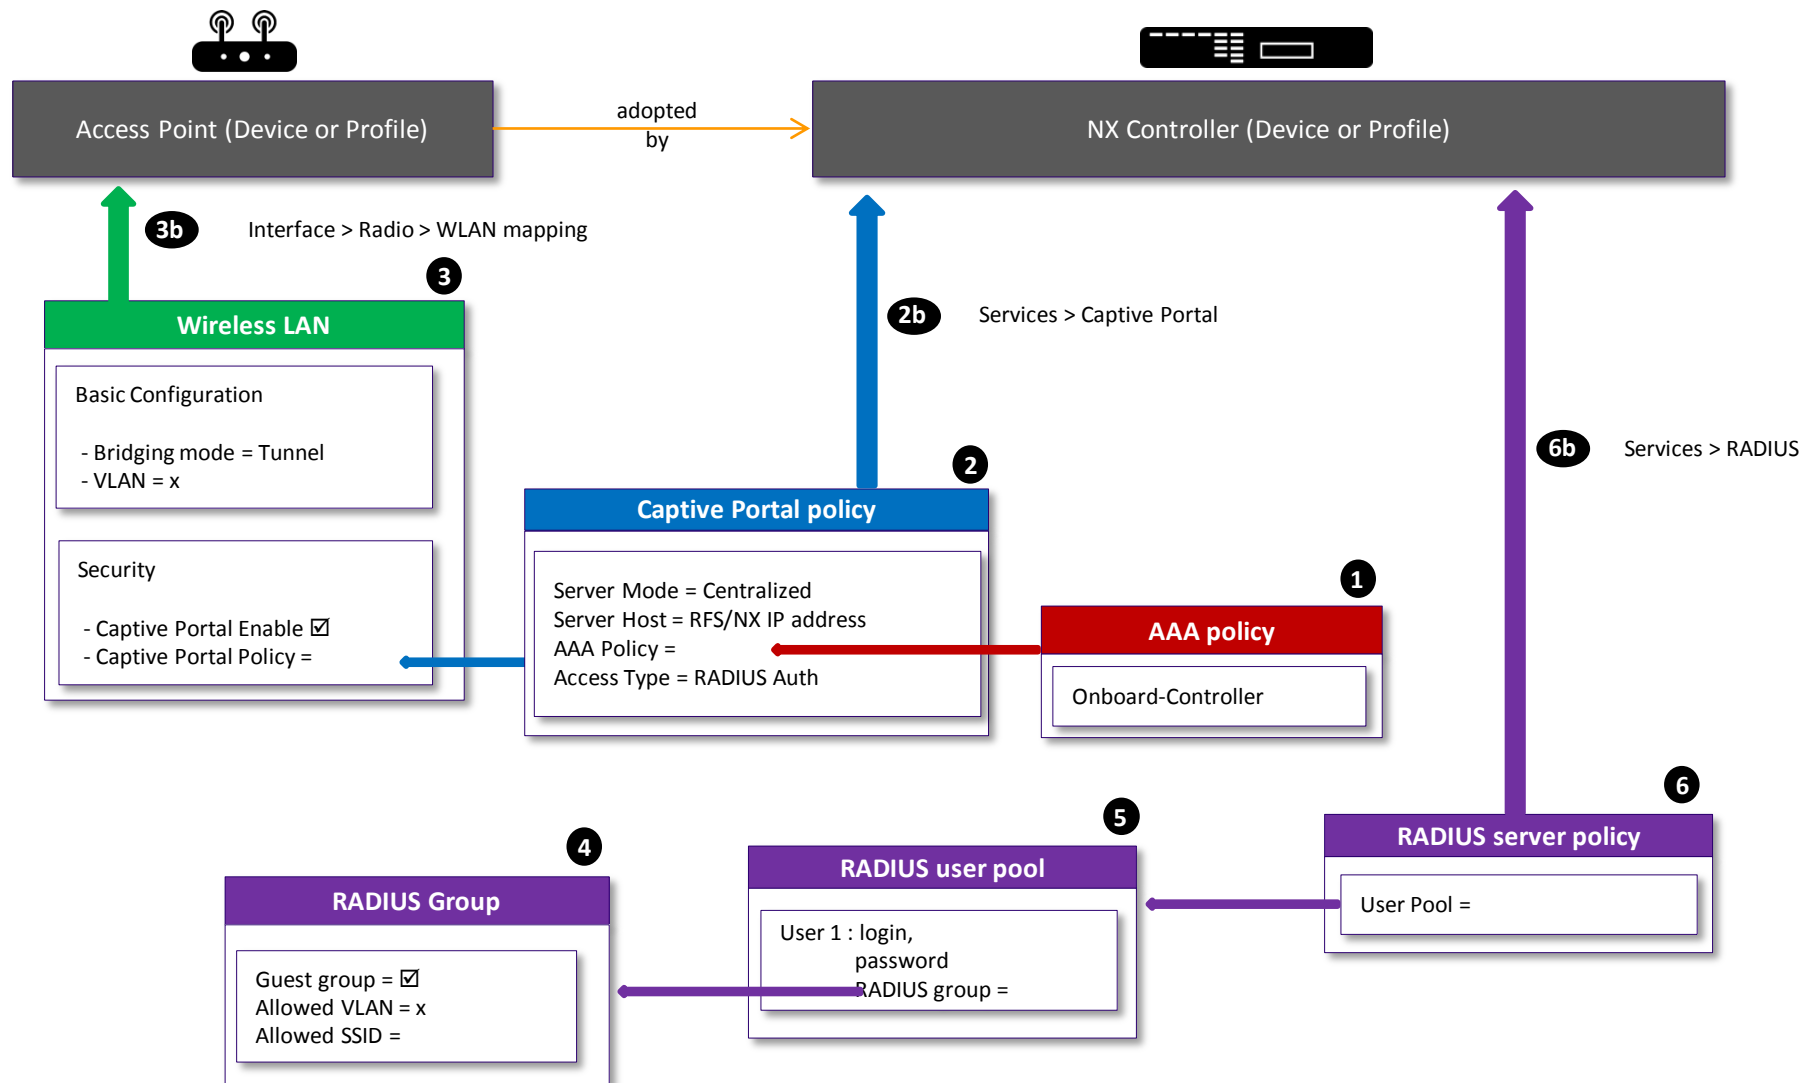 Access Point (Device or Profile)
adopted
by
NX Controller (Device or Profile)
3b
Interface > Radio > WLAN mapping
3
Wireless LAN
Basic Configuration
- Bridging mode = Tunnel
- VLAN = x
Security
- Captive Portal Enable ☑
- Captive Portal Policy =
2b
Services > Captive Portal
2
Captive Portal policy
Server Mode = Centralized
Server Host = RFS/NX IP address
AAA Policy =
Access Type = RADIUS Auth
1
AAA policy
Onboard-Controller
6b
Services > RADIUS
6
RADIUS server policy
User Pool =
5
RADIUS user pool
User 1 : login,
password
RADIUS group =
4
RADIUS Group
Guest group = ☑
Allowed VLAN = x
Allowed SSID =